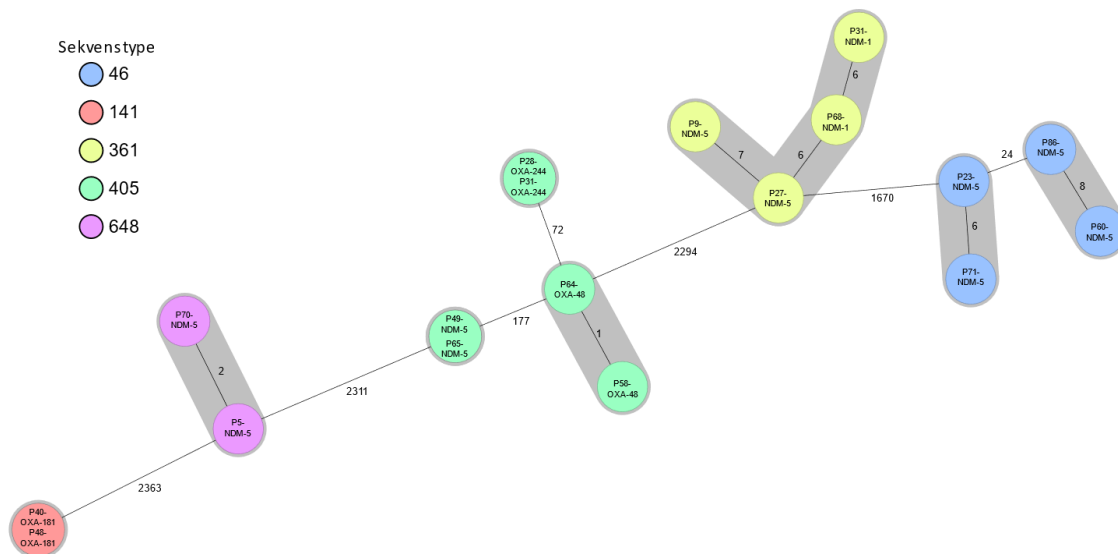 Sekvenstype
46
141
361
405
648
P31-
NDM-1
6
P68-
NDM-1
P9-
NDM-5
7
6
P27-
NDM-5
1670
P23-
NDM-5
24
P86-
NDM-5
8
P60-
NDM-5
6
P71-
NDM-5
P28-
OXA-244
P31-
OXA-244
72
2294
P64-
OXA-48
177
1
P58-
OXA-48
P49-
NDM-5
P65-
NDM-5
2311
P70-
NDM-5
2
P5-
NDM-5
2363
P40-
OXA-181
P48-
OXA-181